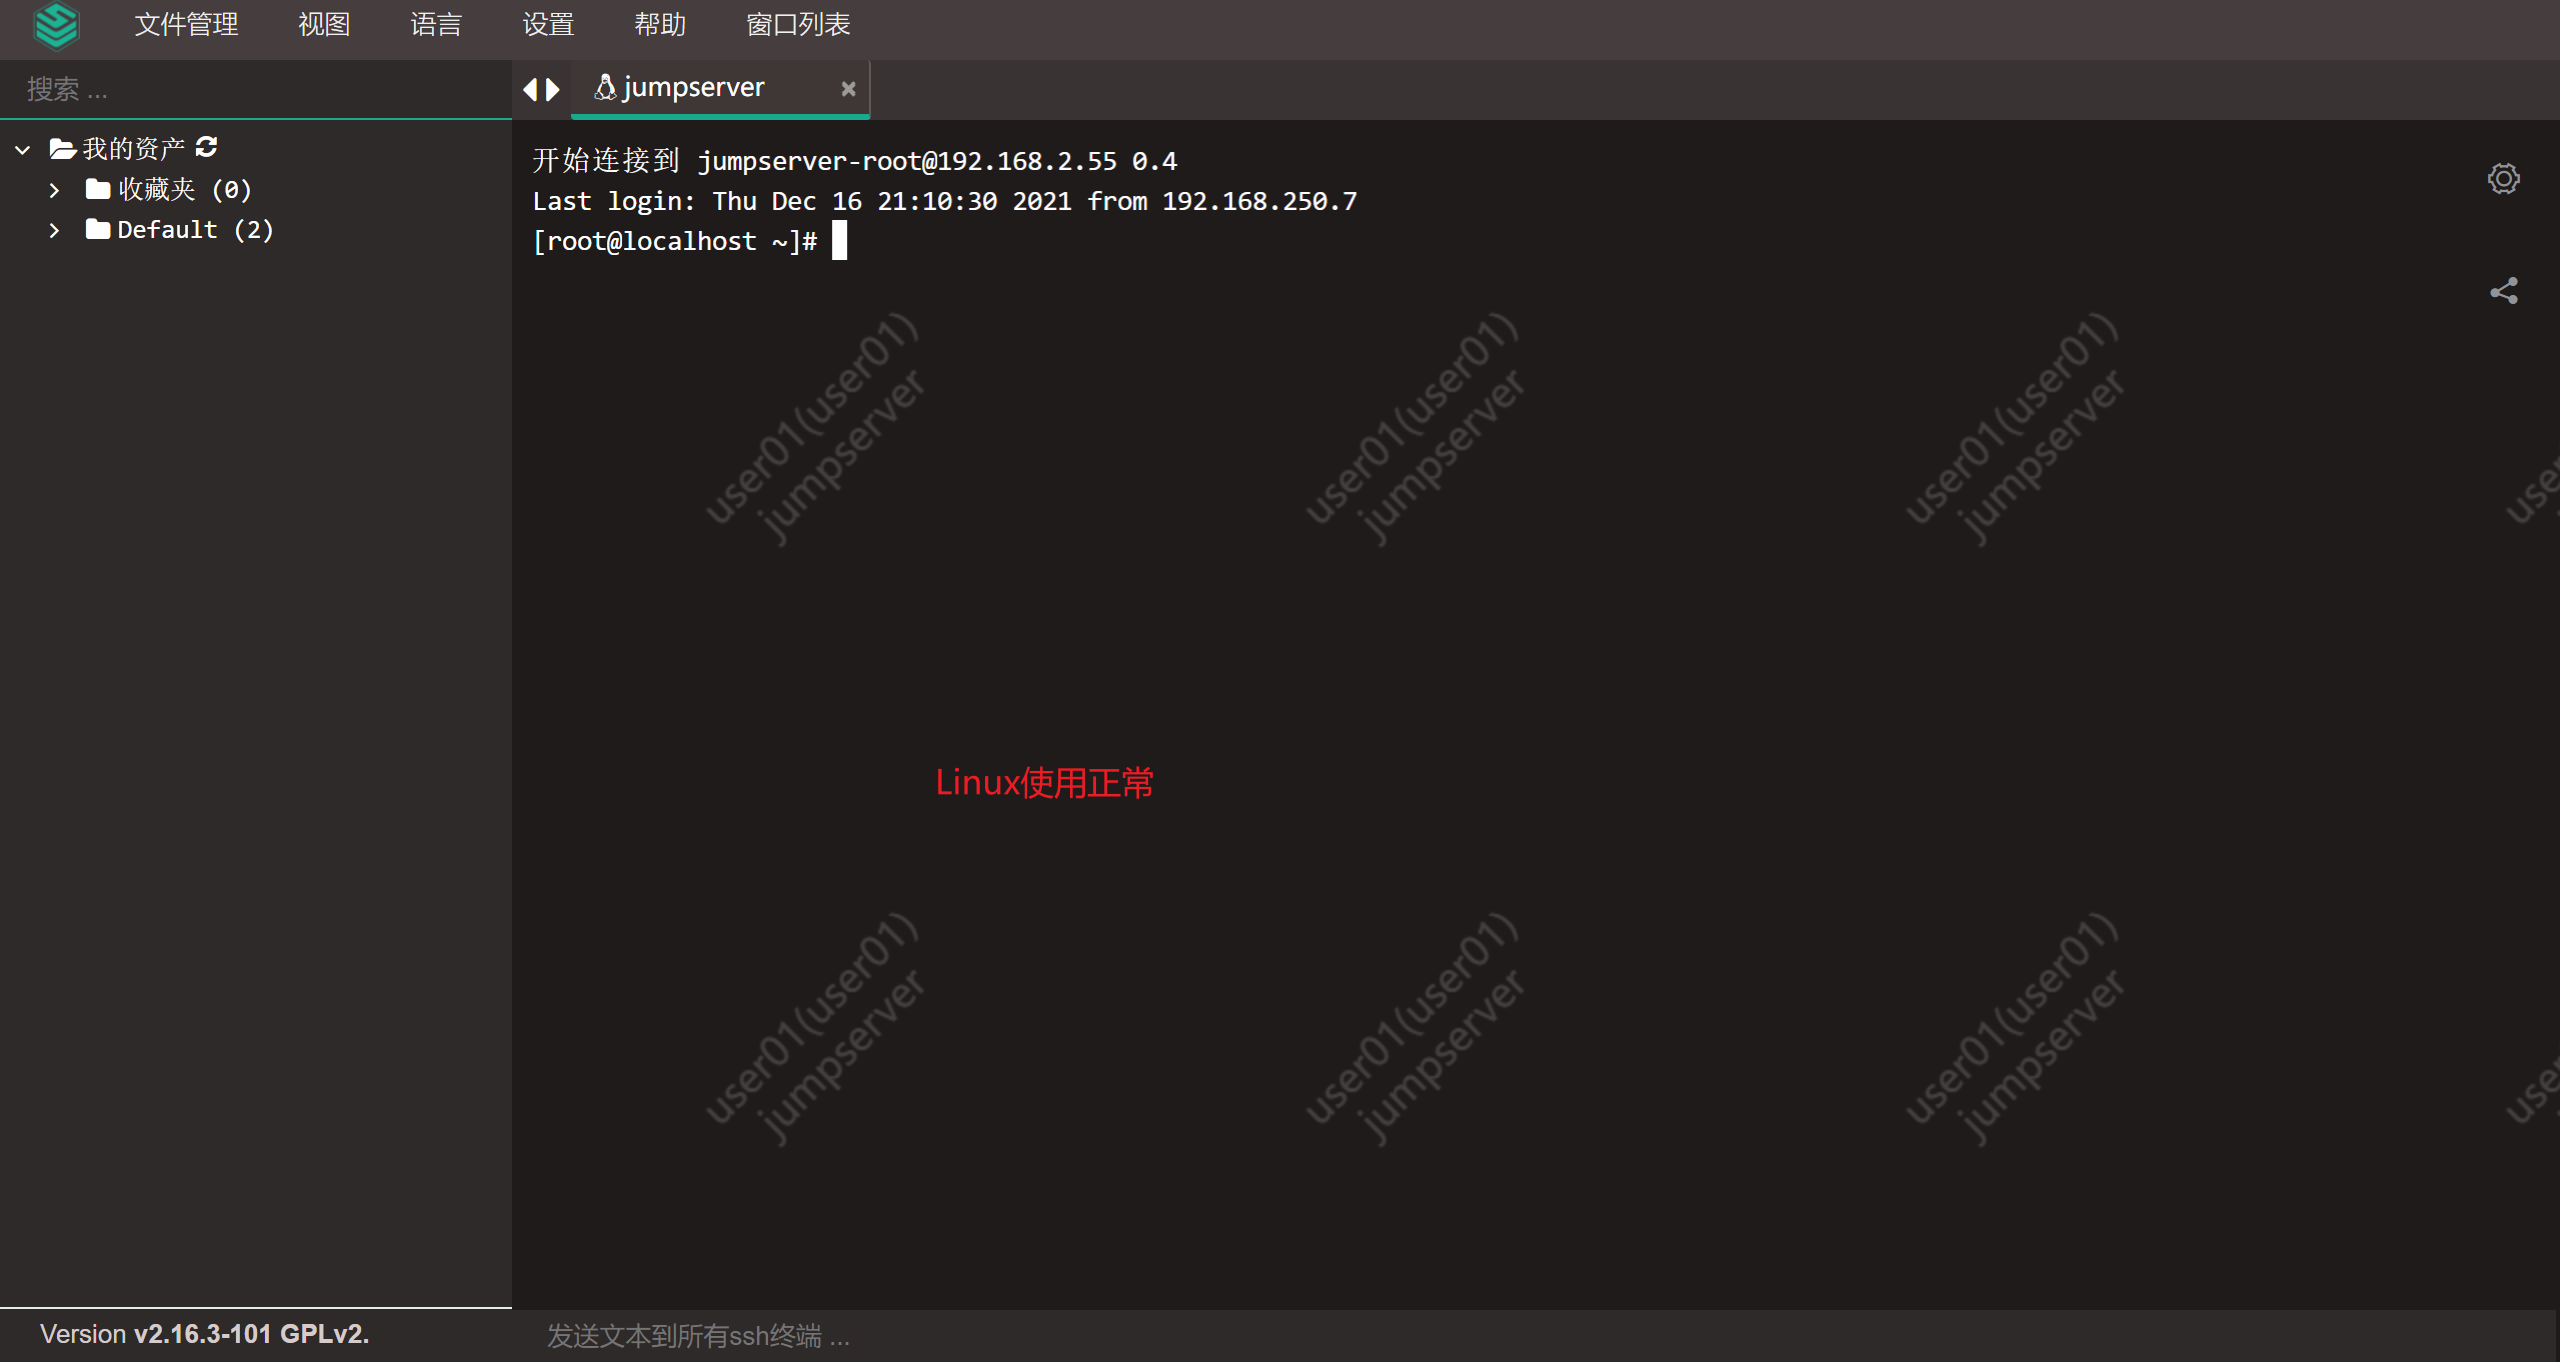 文件管理 视图 语言 设置 帮助 窗口列表
搜索 ...
jumpserver
我的资产
收藏夹 (0)
Default (2)
开始连接到 jumpserver-root@192.168.2.55 0.4
Last login: Thu Dec 16 21:10:30 2021 from 192.168.250.7
[root@localhost ~]#
user01(user01)
jumpserver
user01(user01)
jumpserver
user01(user01)
jumpserver
user
Linux使用正常
user01(user01)
jumpserver
user01(user01)
jumpserver
user01(user01)
jumpserver
user
Version v2.16.3-101 GPLv2.
发送文本到所有ssh终端 ...